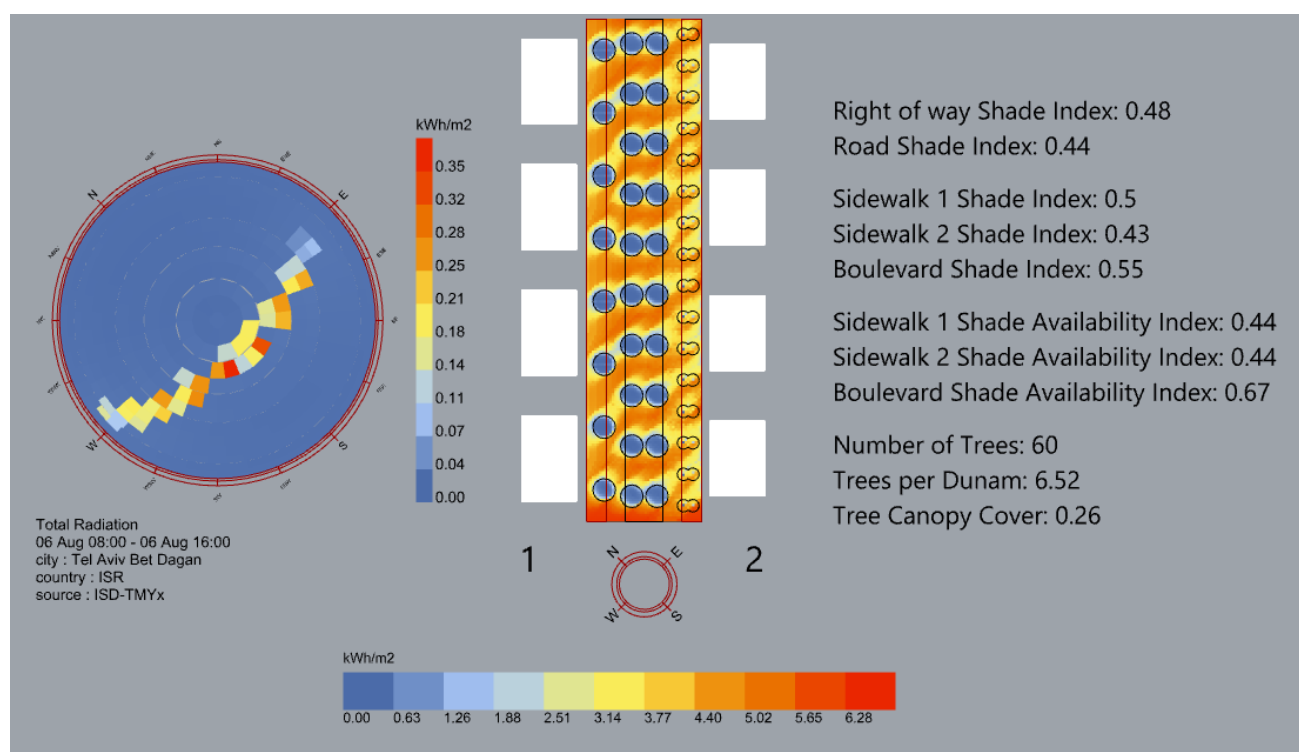 kWh/m2
0.35
0.32
0.28
0.25
0.21
0.18
0.14
0.11
0.07
0.04
0.00
N
E
S
W
Total Radiation
06 Aug 08:00 - 06 Aug 16:00
city : Tel Aviv Bet Dagan
country : ISR
source : ISD-TMYx
1
2
N
E
W
S
Right of way Shade Index: 0.48
Road Shade Index: 0.44
Sidewalk 1 Shade Index: 0.5
Sidewalk 2 Shade Index: 0.43
Boulevard Shade Index: 0.55
Sidewalk 1 Shade Availability Index: 0.44
Sidewalk 2 Shade Availability Index: 0.44
Boulevard Shade Availability Index: 0.67
Number of Trees: 60
Trees per Dunam: 6.52
Tree Canopy Cover: 0.26
kWh/m2
0.00 0.63 1.26 1.88 2.51 3.14 3.77 4.40 5.02 5.65 6.28